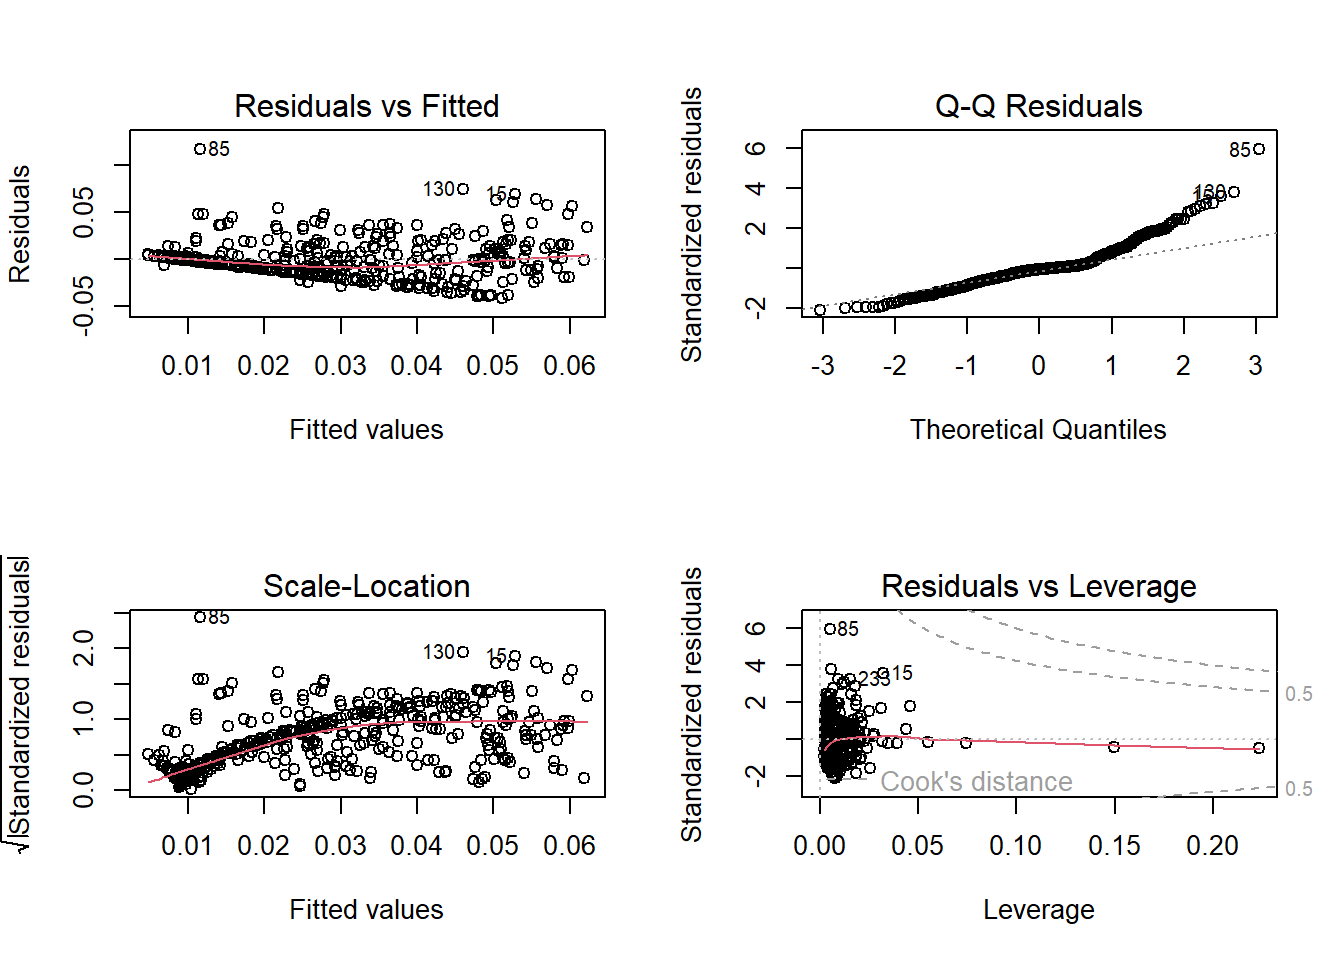 Residuals vs Fitted
Residuals
0.05
-0.05
85
130
15
0.01 0.02 0.03 0.04 0.05 0.06
Fitted values
Q-Q Residuals
Standardized residuals
6
4
2
-2
85
130
15
-3 -2 -1 0 1 2 3
Theoretical Quantiles
Scale-Location
√|Standardized residuals|
2.0
1.0
0.0
85
130
15
0.01 0.02 0.03 0.04 0.05 0.06
Fitted values
Residuals vs Leverage
Standardized residuals
6
4
2
-2
85
15
233
0.5
0.5
Cook's distance
0.00 0.05 0.10 0.15 0.20
Leverage